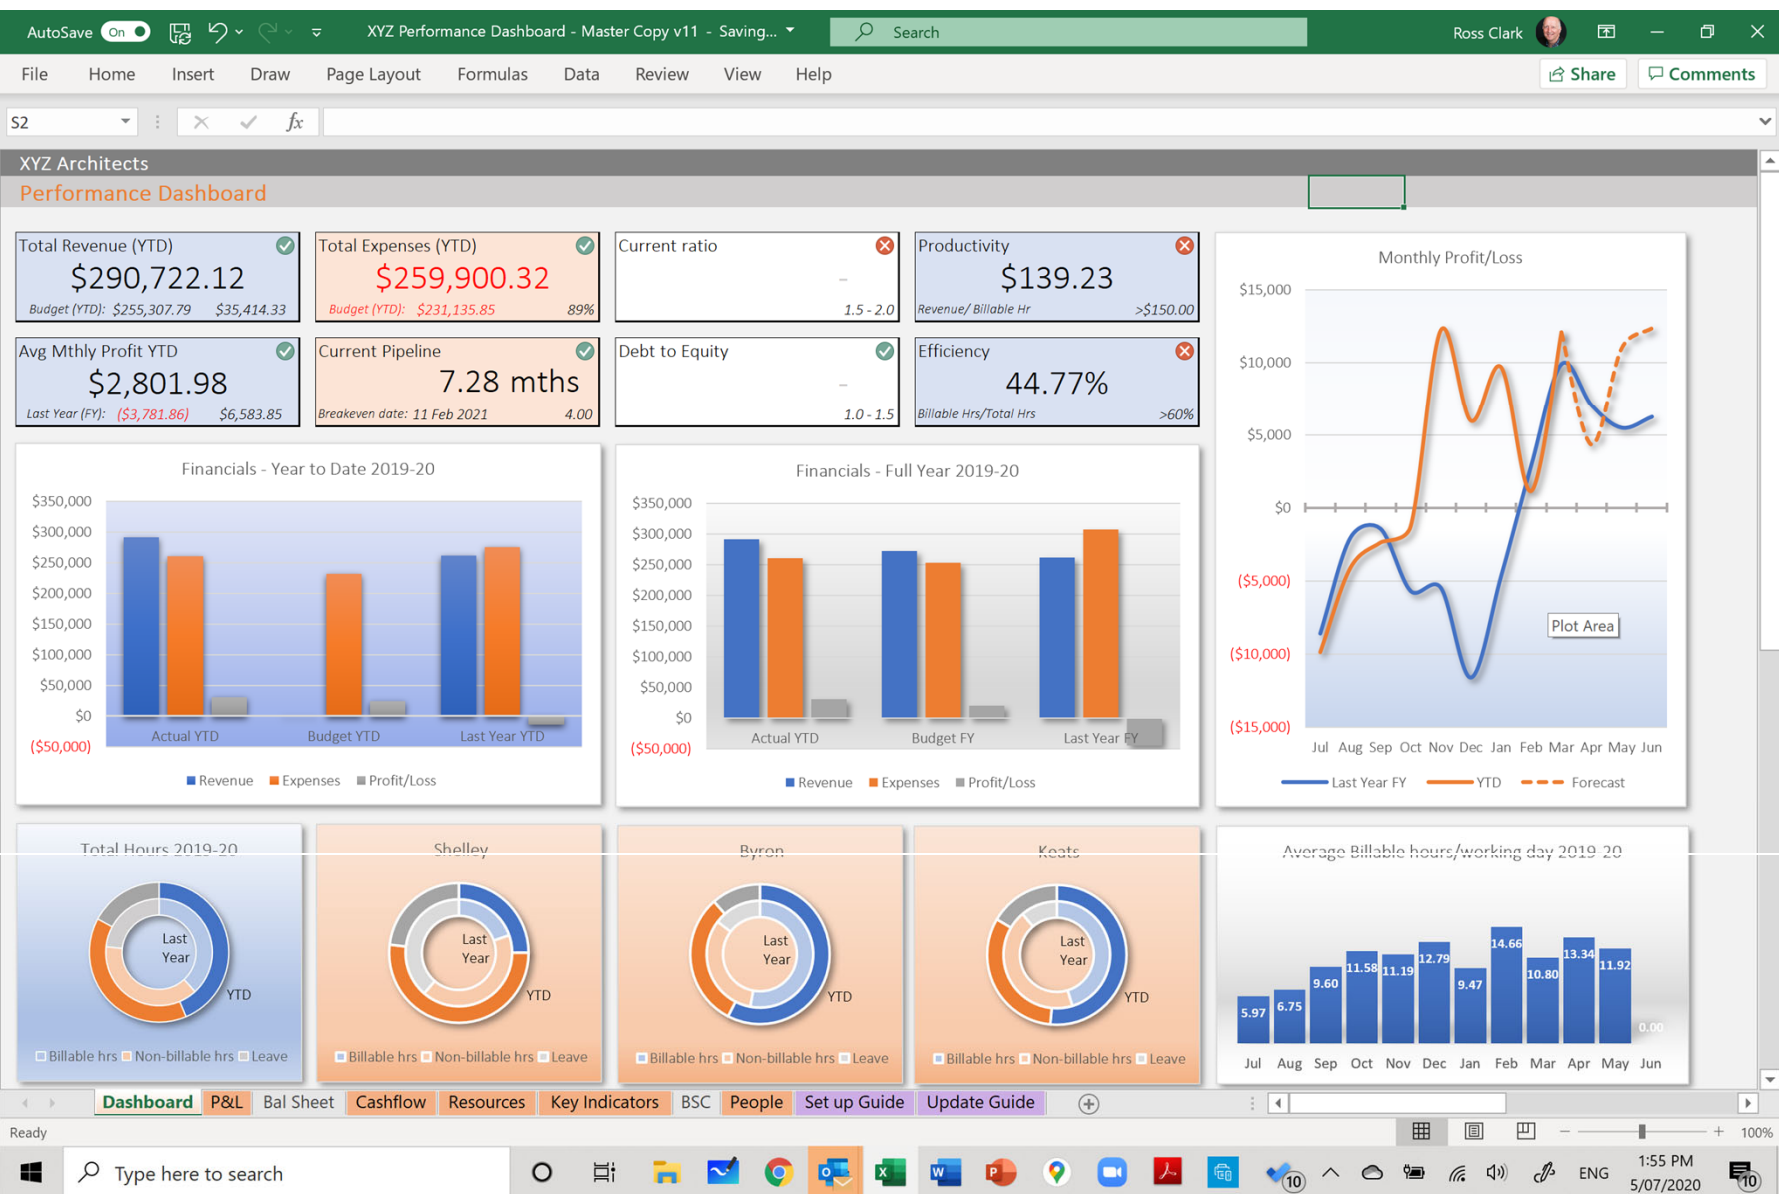 AutoSave On XYZ Performance Dashboard - Master Copy v11 - Saving... Search Ross Clark
File Home Insert Draw Page Layout Formulas Data Review View Help Share Comments
S2 fx
XYZ Architects
Performance Dashboard
Total Revenue (YTD)
$290,722.12
Budget (YTD): $255,307.79 $35,414.33
Total Expenses (YTD)
$259,900.32
Budget (YTD): $231,135.85 89%
Current ratio
-
1.5 - 2.0
Productivity
$139.23
Revenue/ Billable Hr >$150.00
Avg Mthly Profit YTD
$2,801.98
Last Year (FY): ($3,781.86) $6,583.85
Current Pipeline
7.28 mths
Breakeven date: 11 Feb 2021 4.00
Debt to Equity
-
1.0 - 1.5
Efficiency
44.77%
Billable Hrs/Total Hrs >60%
Monthly Profit/Loss
$15,000
$10,000
$5,000
$0
($5,000)
($10,000)
($15,000)
Plot Area
Jul Aug Sep Oct Nov Dec Jan Feb Mar Apr May Jun
Last Year FY YTD Forecast
Financials - Year to Date 2019-20
$350,000
$300,000
$250,000
$200,000
$150,000
$100,000
$50,000
$0
($50,000)
Actual YTD Budget YTD Last Year YTD
Revenue Expenses Profit/Loss
Financials - Full Year 2019-20
$350,000
$300,000
$250,000
$200,000
$150,000
$100,000
$50,000
$0
($50,000)
Actual YTD Budget FY Last Year FY
Revenue Expenses Profit/Loss
Total Hours 2019-20
Last
Year
YTD
Billable hrs Non-billable hrs Leave
Shelley
Last
Year
YTD
Billable hrs Non-billable hrs Leave
Byron
Last
Year
YTD
Billable hrs Non-billable hrs Leave
Keats
Last
Year
YTD
Billable hrs Non-billable hrs Leave
Average Billable hours/working day 2019-20
5.97 6.75 9.60 11.58 11.19 12.79 9.47 14.66 10.80 13.34 11.92 0.00
Jul Aug Sep Oct Nov Dec Jan Feb Mar Apr May Jun
Dashboard P&L Bal Sheet Cashflow Resources Key Indicators BSC People Set up Guide Update Guide
Ready 100%
Type here to search 10 ENG 1:55 PM 10
5/07/2020